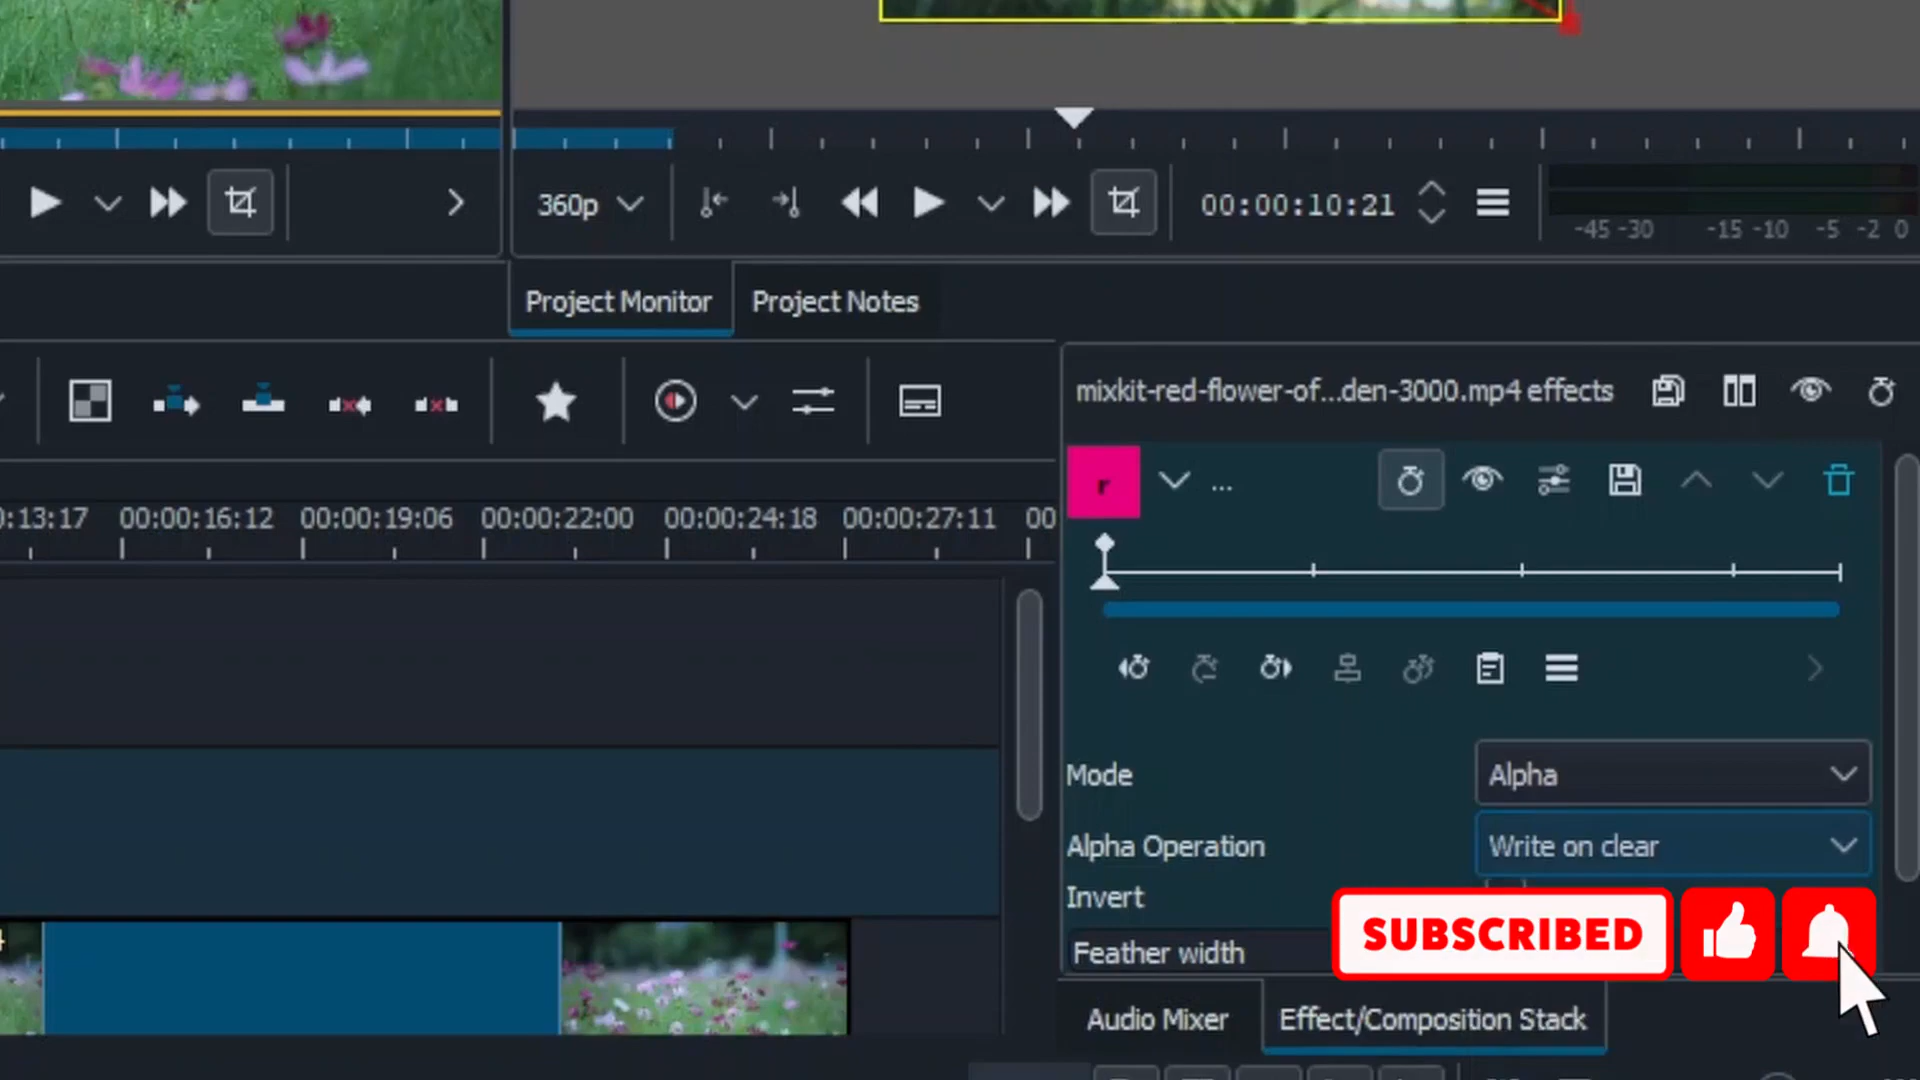 360p
00:00:10:21
-45 -30 -15 -10 -5 -2 0
Project Monitor
Project Notes
mixkit-red-flower-of...den-3000.mp4 effects
r
...
:13:17 00:00:16:12 00:00:19:06 00:00:22:00 00:00:24:18 00:00:27:11 00
Mode
Alpha
Alpha Operation
Write on clear
Invert
SUBSCRIBED
Feather width
Audio Mixer
Effect/Composition Stack